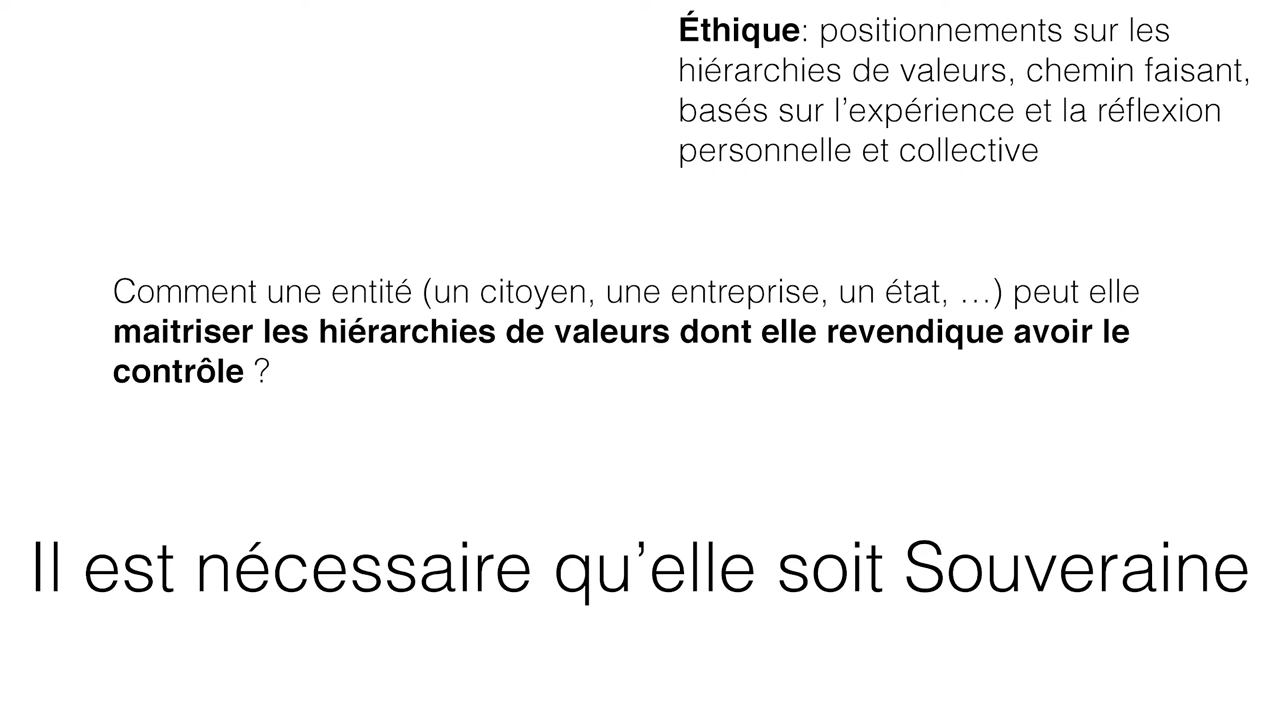 Éthique: positionnements sur les
hiérarchies de valeurs, chemin faisant,
basés sur l’expérience et la réflexion
personnelle et collective
Comment une entité (un citoyen, une entreprise, un état, …) peut elle
maitriser les hiérarchies de valeurs dont elle revendique avoir le
contrôle ?
Il est nécessaire qu’elle soit Souveraine